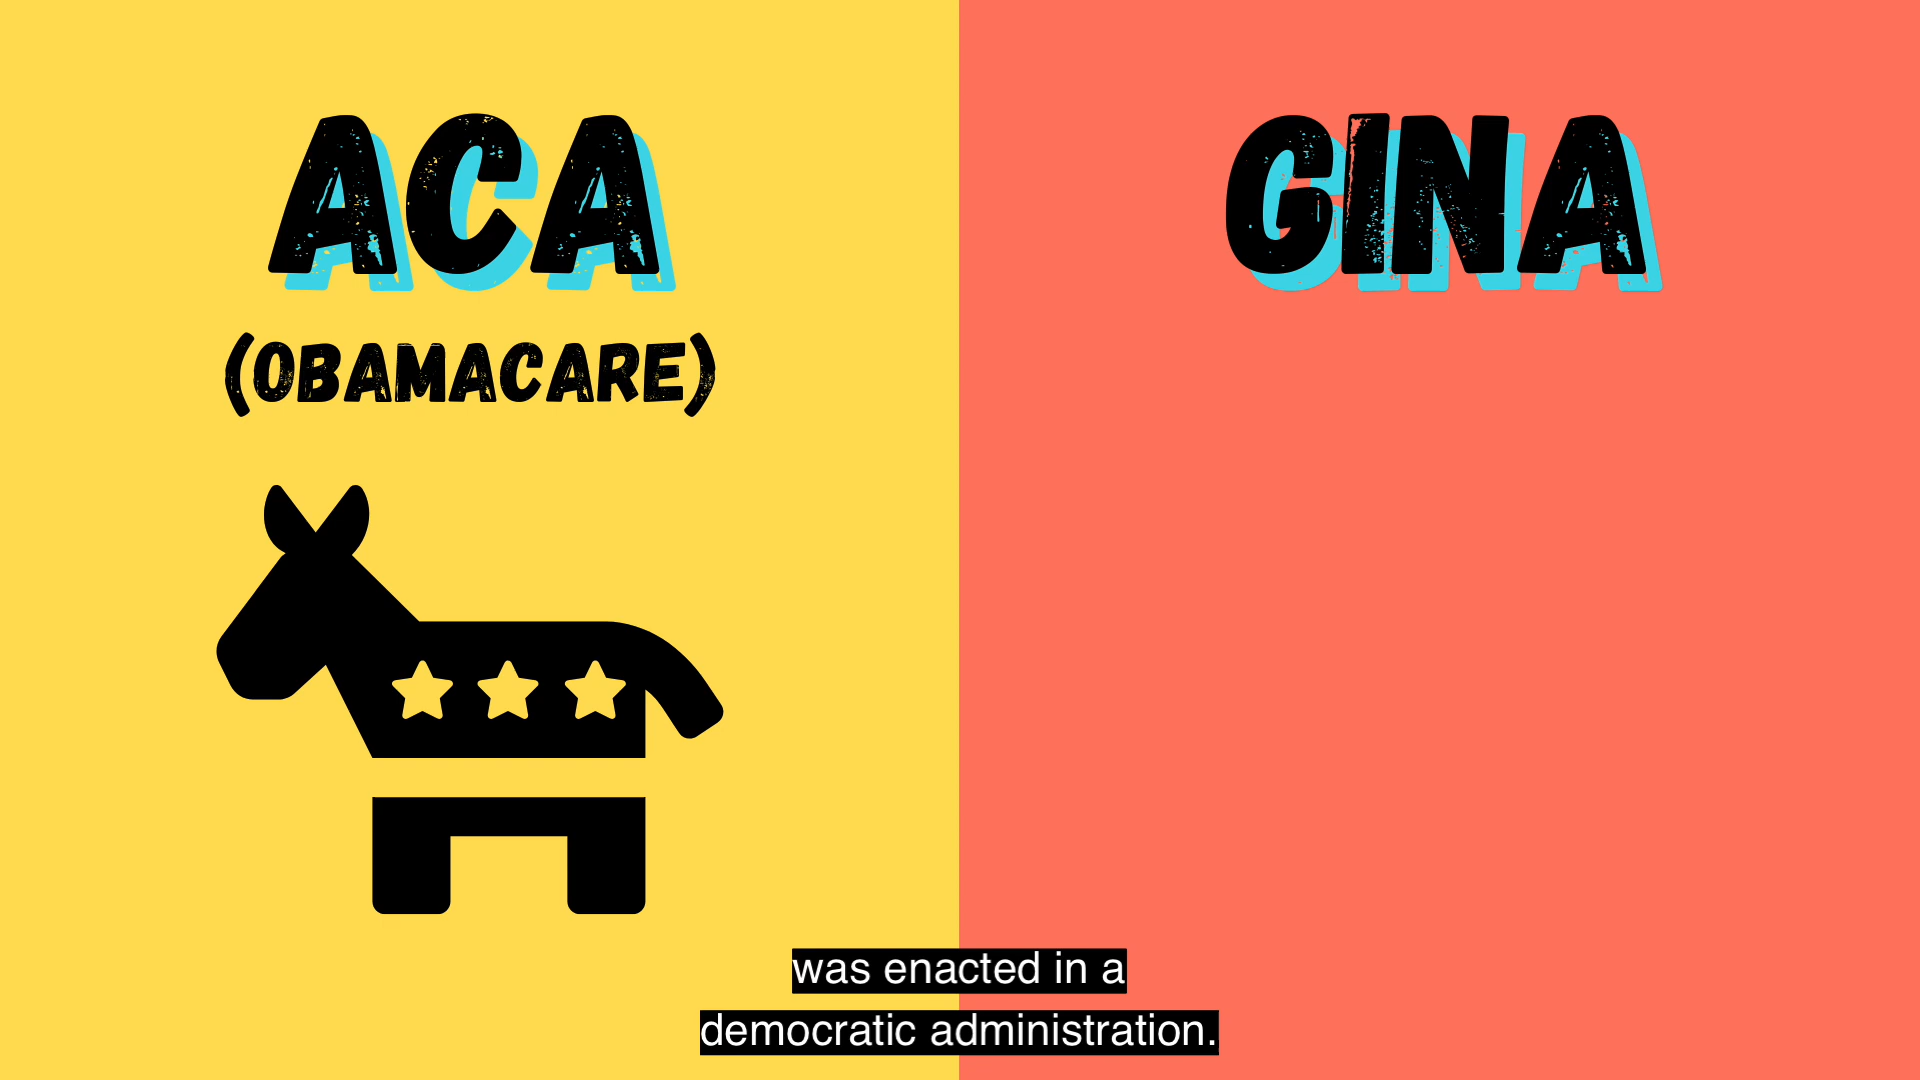 ACA
(OBAMACARE)
GINA
was enacted in a
democratic administration.